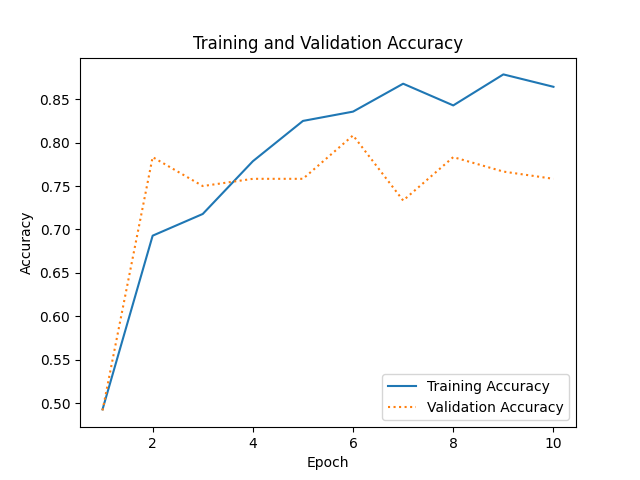 Training and Validation Accuracy
Accuracy
0.85
0.80
0.75
0.70
0.65
0.60
0.55
0.50
Training Accuracy
Validation Accuracy
2 4 6 8 10
Epoch